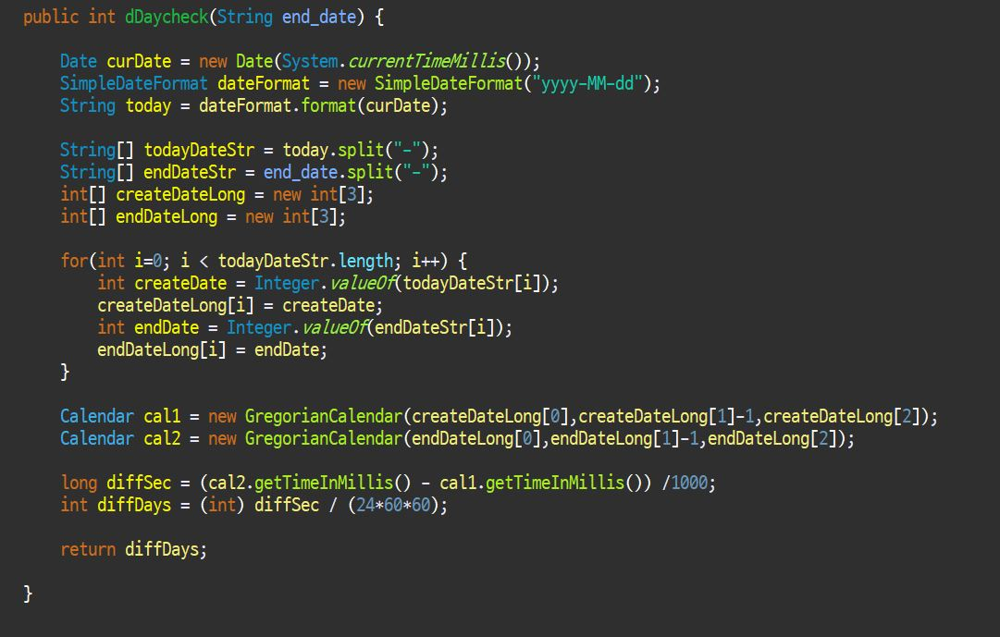 public int dDaycheck(String end_date) {
Date curDate = new Date(System.currentTimeMillis());
SimpleDateFormat dateFormat = new SimpleDateFormat("yyyy-MM-dd");
String today = dateFormat.format(curDate);
String[] todayDateStr = today.split("-");
String[] endDateStr = end_date.split("-");
int[] createDateLong = new int[3];
int[] endDateLong = new int[3];
for(int i=0; i < todayDateStr.length; i++) {
int createDate = Integer.valueOf(todayDateStr[i]);
createDateLong[i] = createDate;
int endDate = Integer.valueOf(endDateStr[i]);
endDateLong[i] = endDate;
}
Calendar cal1 = new GregorianCalendar(createDateLong[0],createDateLong[1]-1,createDateLong[2]);
Calendar cal2 = new GregorianCalendar(endDateLong[0],endDateLong[1]-1,endDateLong[2]);
long diffSec = (cal2.getTimeInMillis() - cal1.getTimeInMillis()) /1000;
int diffDays = (int) diffSec / (24*60*60);
return diffDays;
}